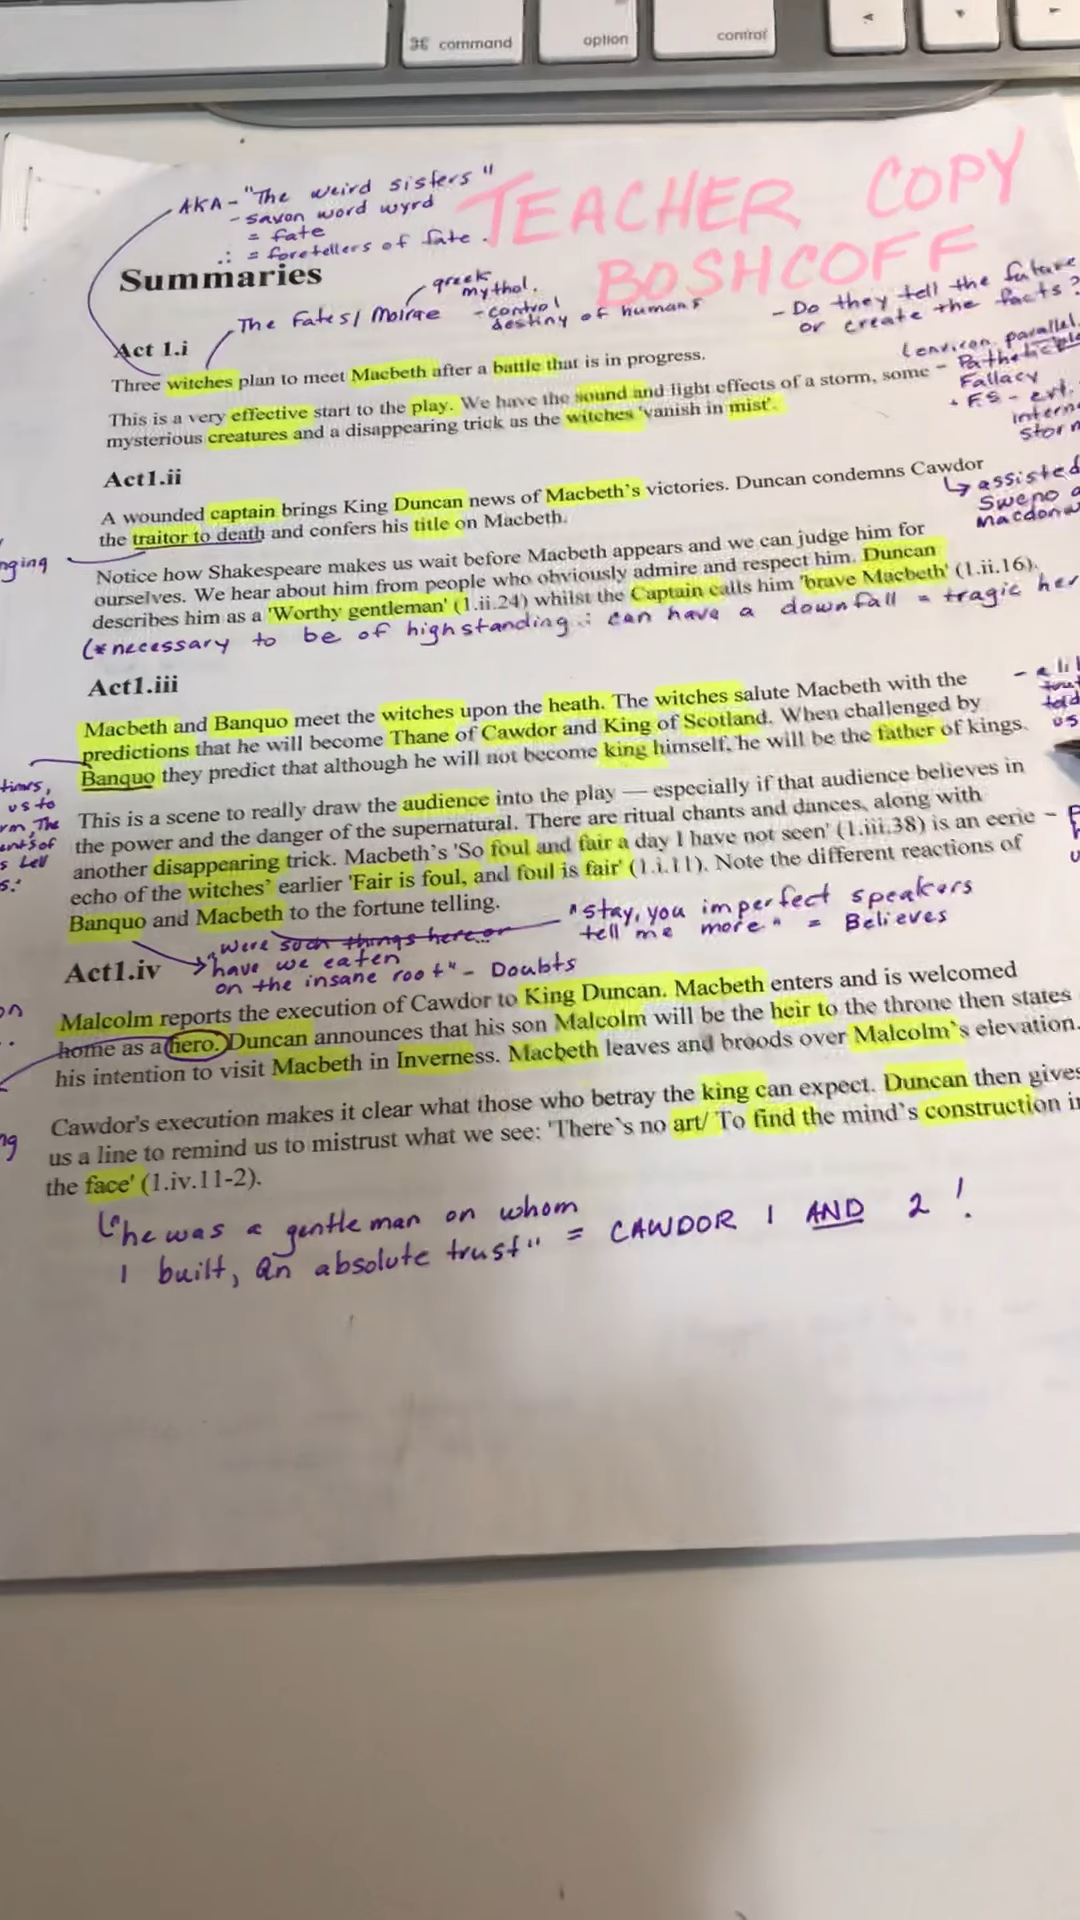 ⌘ command
option
control
TEACHER COPY
BOSHCOFF
AKA - "The weird sisters"
- saxon word wyrd
= fate
∴ = foretellers of fate.
Summaries
greek
mythol.
The Fates/ Moirae - control
destiny of humans
- Do they tell the future
or create the facts?
Act 1.i
Three witches plan to meet Macbeth after a battle that is in progress.
(environ. parallel
- Pathetic
Fallacy
+ F.S - ext.
This is a very effective start to the play. We have the sound and light effects of a storm, some
mysterious creatures and a disappearing trick as the witches 'vanish in mist'.
Act1.ii
A wounded captain brings King Duncan news of Macbeth's victories. Duncan condemns Cawdor
the traitor to death and confers his title on Macbeth.
↳ assisted
Sweno
Notice how Shakespeare makes us wait before Macbeth appears and we can judge him for
ourselves. We hear about him from people who obviously admire and respect him. Duncan
describes him as a 'Worthy gentleman' (1.ii.24) whilst the Captain calls him 'brave Macbeth' (1.ii.16).
(*necessary to be of high standing ∴ can have a downfall = tragic her
Act1.iii
Macbeth and Banquo meet the witches upon the heath. The witches salute Macbeth with the
predictions that he will become Thane of Cawdor and King of Scotland. When challenged by
Banquo they predict that although he will not become king himself, he will be the father of kings.
times,
us to
This is a scene to really draw the audience into the play — especially if that audience believes in
the power and the danger of the supernatural. There are ritual chants and dances, along with
another disappearing trick. Macbeth's 'So foul and fair a day I have not seen' (1.iii.38) is an eerie
echo of the witches' earlier 'Fair is foul, and foul is fair' (1.i.11). Note the different reactions of
Banquo and Macbeth to the fortune telling.
"stay, you imperfect speakers
tell me more" = Believes
"were such things here or
have we eaten
on the insane root" - Doubts
Act1.iv
Malcolm reports the execution of Cawdor to King Duncan. Macbeth enters and is welcomed
home as a hero. Duncan announces that his son Malcolm will be the heir to the throne then states
his intention to visit Macbeth in Inverness. Macbeth leaves and broods over Malcolm`s elevation.
Cawdor's execution makes it clear what those who betray the king can expect. Duncan then gives
us a line to remind us to mistrust what we see: 'There`s no art/ To find the mind`s construction in
the face' (1.iv.11-2).
"he was a gentleman on whom
I built, an absolute trust" = CAWDOR 1 AND 2 !